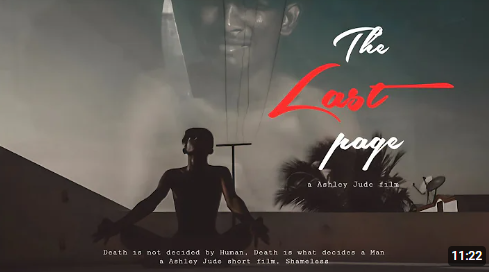 The
Last
page
a Ashley Jude film
Death is not decided by Human, Death is what decides a Man
a Ashley Jude short film, Shameless
11:22